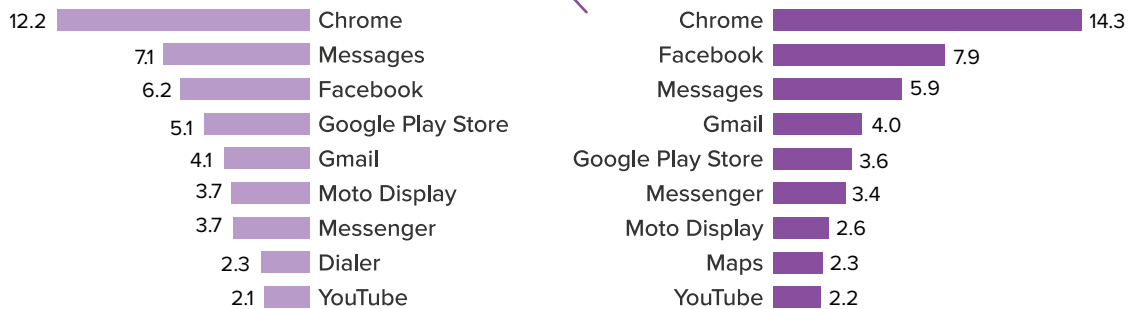 12.2 Chrome Chrome 14.3
7.1 Messages Facebook 7.9
6.2 Facebook Messages 5.9
5.1 Google Play Store Gmail 4.0
4.1 Gmail Google Play Store 3.6
3.7 Moto Display Messenger 3.4
3.7 Messenger Moto Display 2.6
2.3 Dialer Maps 2.3
2.1 YouTube YouTube 2.2